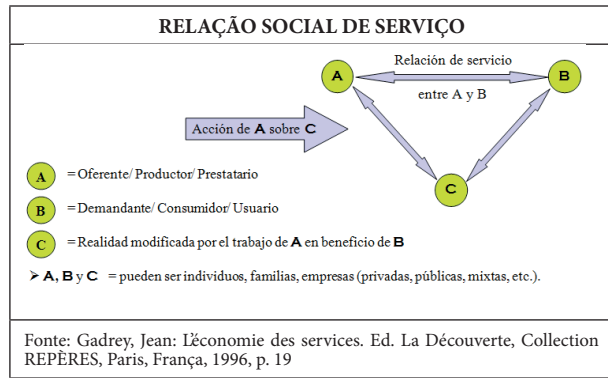 RELAÇÃO SOCIAL DE SERVIÇO
A
Relación de servicio
entre A y B
B
Acción de A sobre C
C
A = Oferente/ Productor/ Prestatario
B = Demandante/ Consumidor/ Usuario
C = Realidad modificada por el trabajo de A en beneficio de B
➢ A, B y C = pueden ser individuos, familias, empresas (privadas, públicas, mixtas, etc.).
Fonte: Gadrey, Jean: L'économie des services. Ed. La Découverte, Collection
REPÈRES, Paris, França, 1996, p. 19